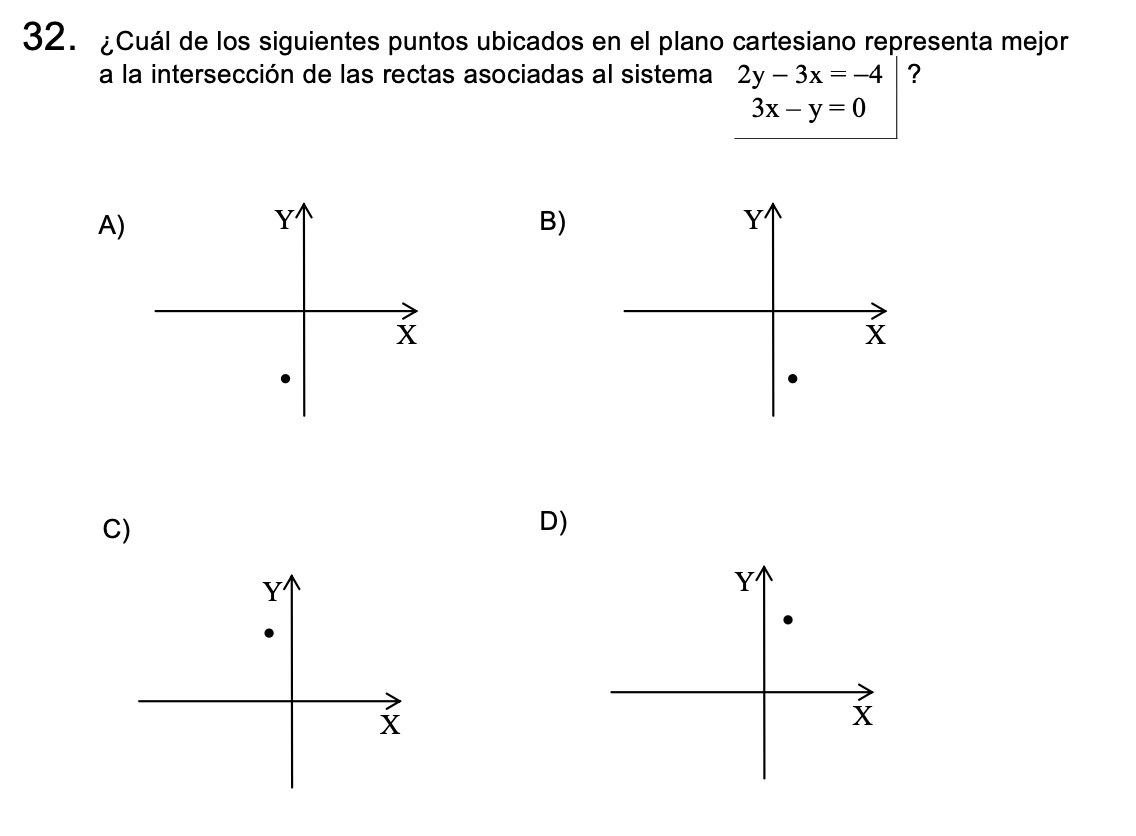 32. ¿Cuál de los siguientes puntos ubicados en el plano cartesiano representa mejor
a la intersección de las rectas asociadas al sistema 2y – 3x = –4 ?
3x – y = 0
A)
Y
X
B)
Y
X
C)
Y
X
D)
Y
X